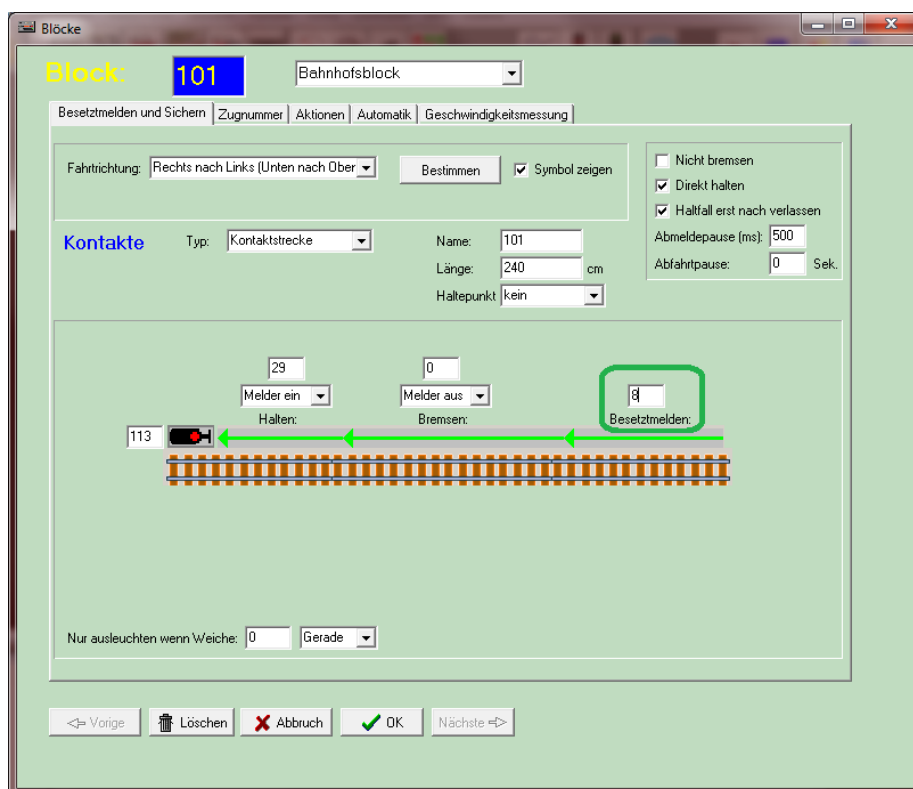 Blöcke
Block: 101 Bahnhofsblock
Besetztmelden und Sichern Zugnummer Aktionen Automatik Geschwindigkeitsmessung
Fahrtrichtung: Rechts nach Links (Unten nach Ober Bestimmen Symbol zeigen
Nicht bremsen
Direkt halten
Haltfall erst nach verlassen
Abmeldepause (ms): 500
Abfahrtpause: 0 Sek.
Kontakte Typ: Kontaktstrecke
Name: 101
Länge: 240 cm
Haltepunkt kein
29 0 8
Melder ein Melder aus
Halten: Bremsen: Besetztmelden:
113
Nur ausleuchten wenn Weiche: 0 Gerade
Vorige Löschen Abbruch OK Nächste